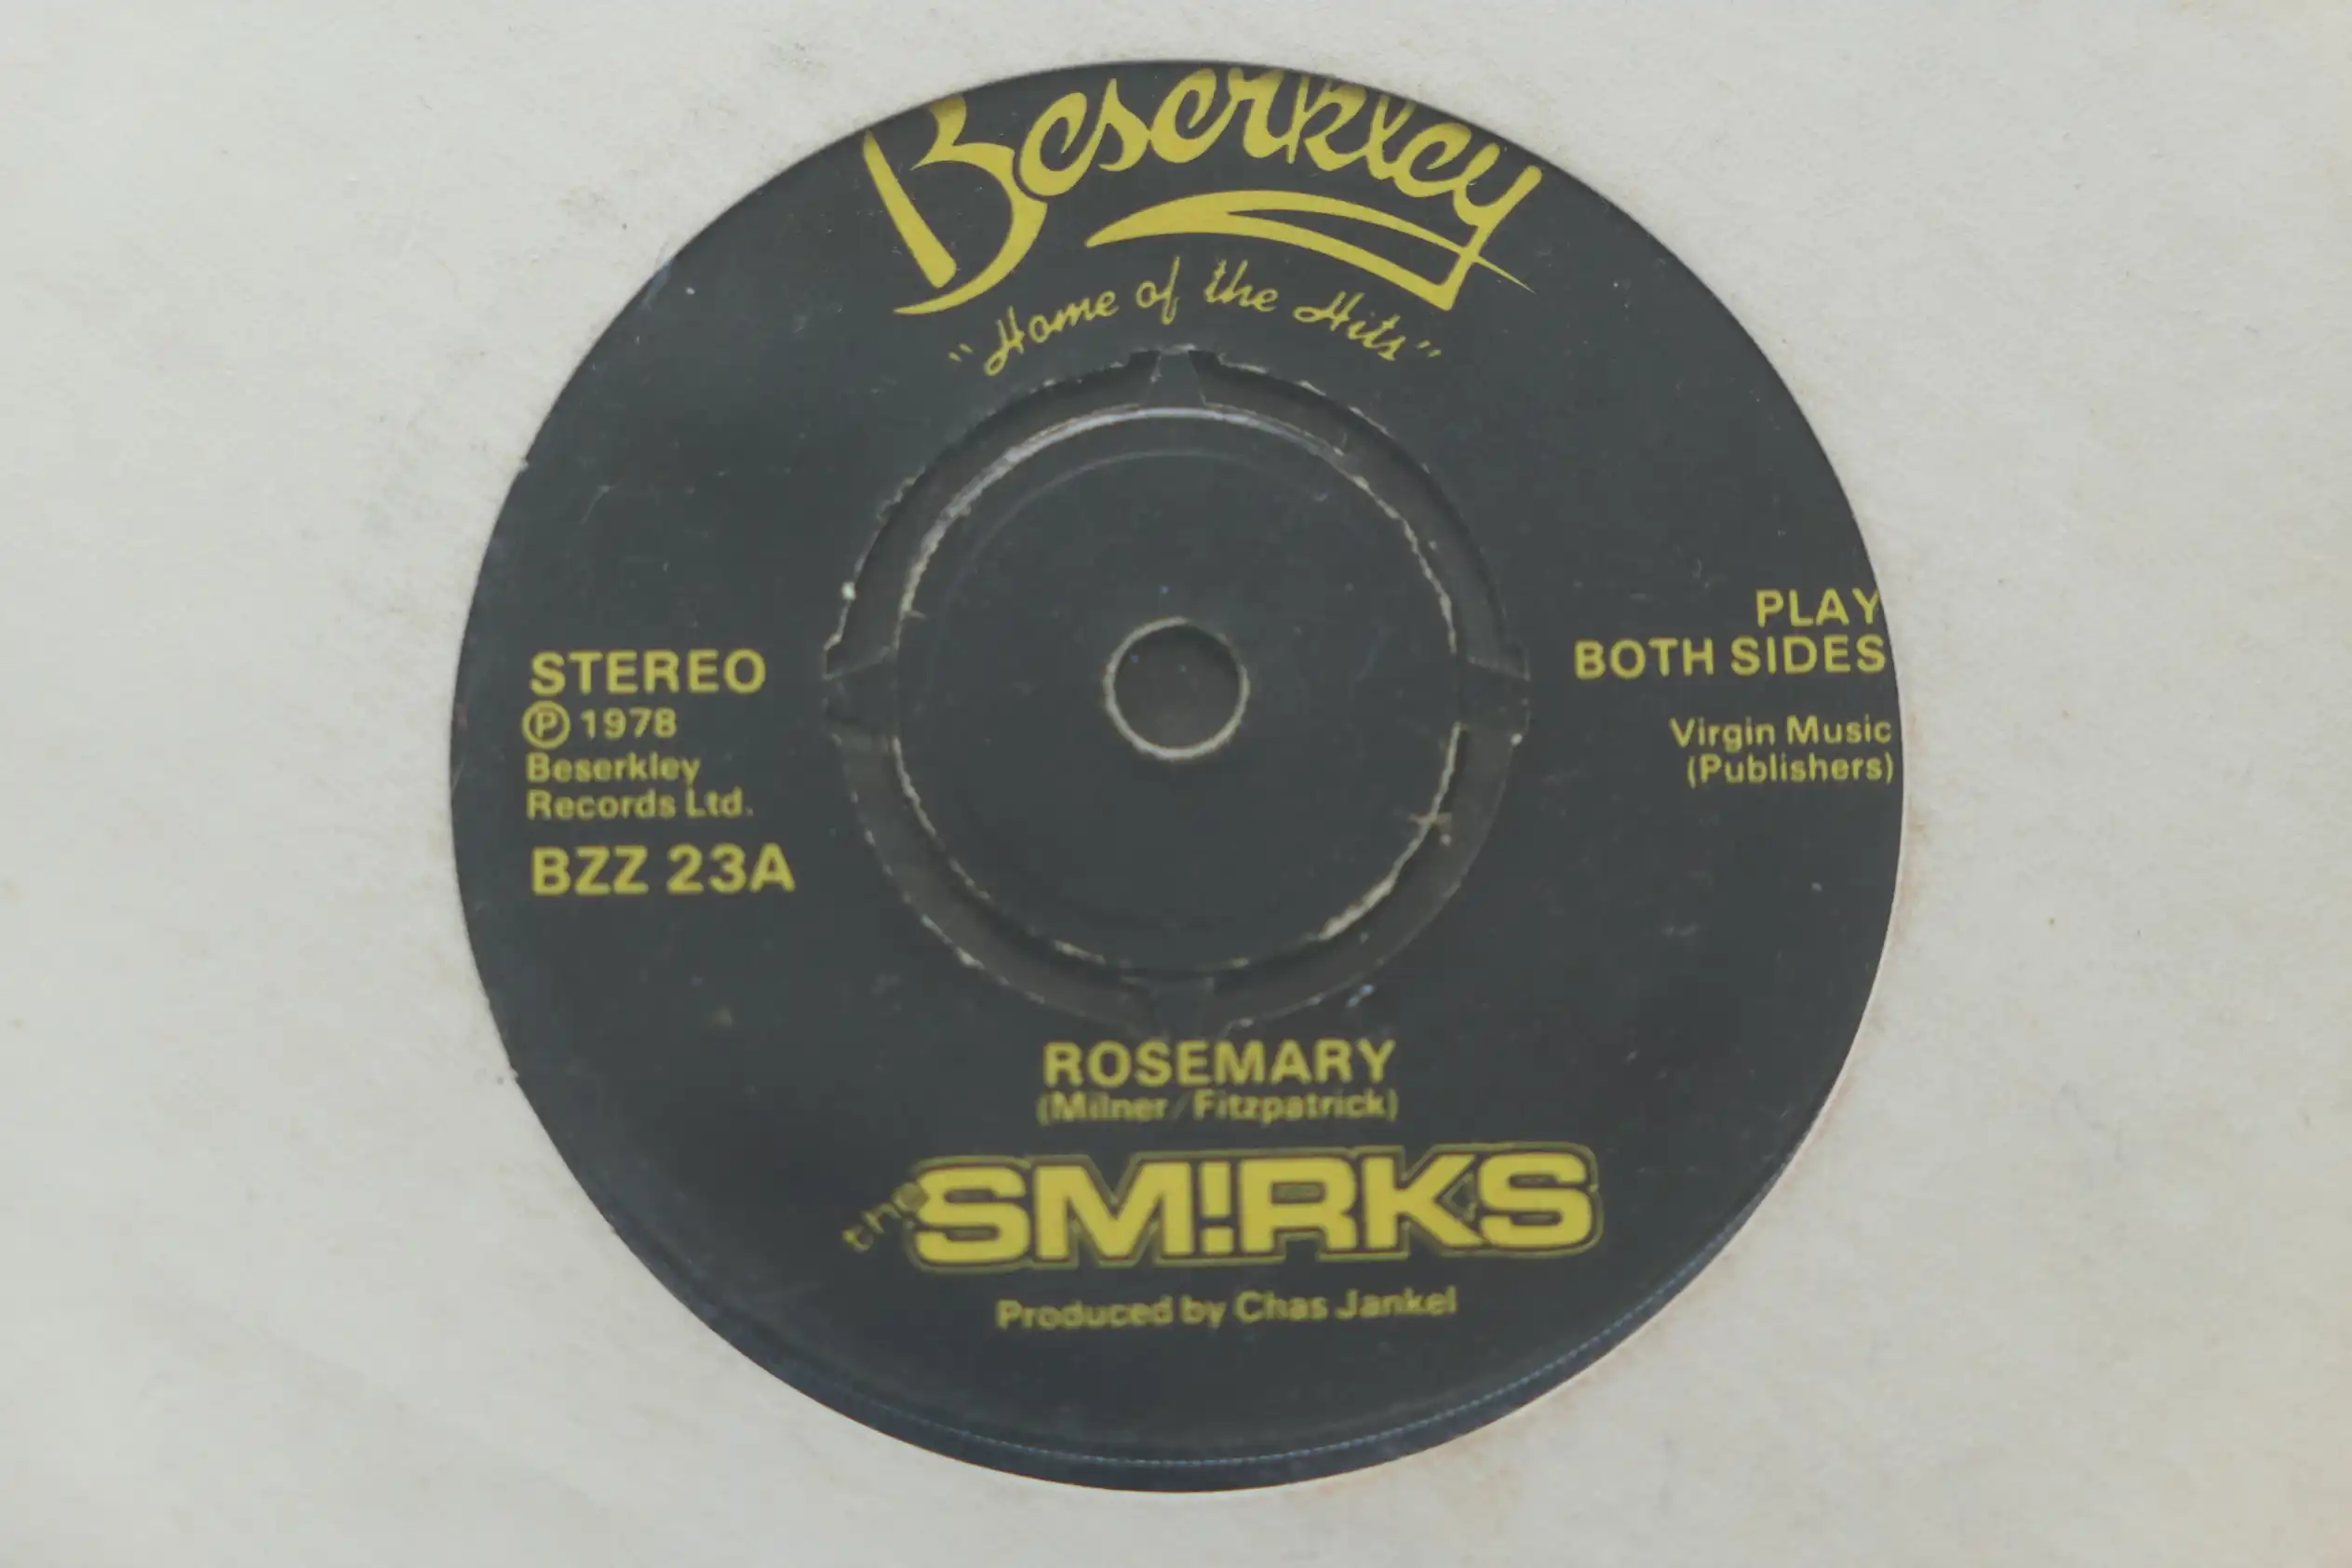 Beserkley
"Home of the Hits"
STEREO
Ⓟ 1978
Beserkley
Records Ltd.
BZZ 23A
PLAY
BOTH SIDES
Virgin Music
(Publishers)
ROSEMARY
(Milner/Fitzpatrick)
the SM!RKS
Produced by Chas Jankel